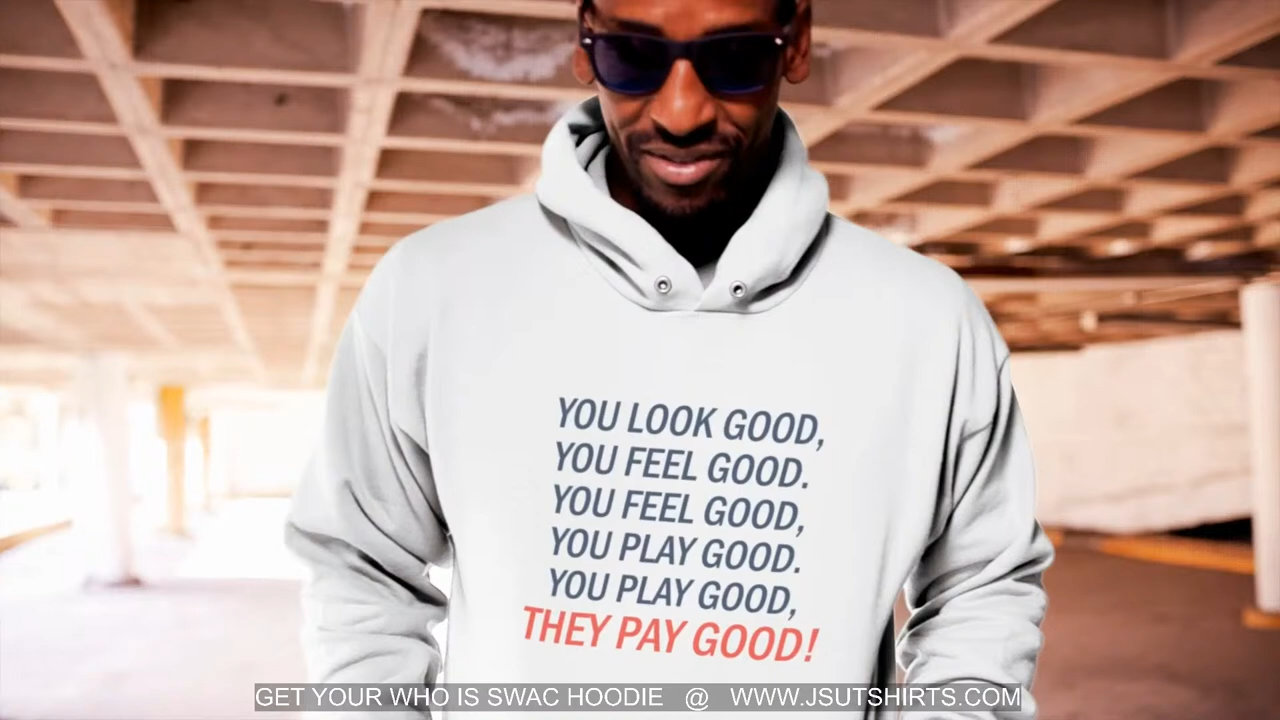 YOU LOOK GOOD,
YOU FEEL GOOD.
YOU FEEL GOOD,
YOU PLAY GOOD.
YOU PLAY GOOD,
THEY PAY GOOD!
GET YOUR WHO IS SWAC HOODIE @ WWW.JSUTSHIRTS.COM